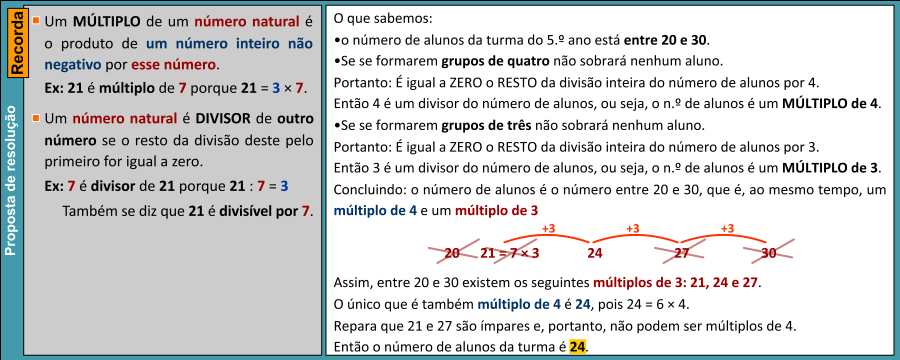 Recorda
Proposta de resolução
Um MÚLTIPLO de um número natural é
o produto de um número inteiro não
negativo por esse número.
Ex: 21 é múltiplo de 7 porque 21 = 3 × 7.
Um número natural é DIVISOR de outro
número se o resto da divisão deste pelo
primeiro for igual a zero.
Ex: 7 é divisor de 21 porque 21 : 7 = 3
Também se diz que 21 é divisível por 7.
O que sabemos:
•o número de alunos da turma do 5.º ano está entre 20 e 30.
•Se se formarem grupos de quatro não sobrará nenhum aluno.
Portanto: É igual a ZERO o RESTO da divisão inteira do número de alunos por 4.
Então 4 é um divisor do número de alunos, ou seja, o n.º de alunos é um MÚLTIPLO de 4.
•Se se formarem grupos de três não sobrará nenhum aluno.
Portanto: É igual a ZERO o RESTO da divisão inteira do número de alunos por 3.
Então 3 é um divisor do número de alunos, ou seja, o n.º de alunos é um MÚLTIPLO de 3.
Concluindo: o número de alunos é o número entre 20 e 30, que é, ao mesmo tempo, um
múltiplo de 4 e um múltiplo de 3
+3 +3 +3
20 21 = 7 × 3 24 27 30
Assim, entre 20 e 30 existem os seguintes múltiplos de 3: 21, 24 e 27.
O único que é também múltiplo de 4 é 24, pois 24 = 6 × 4.
Repara que 21 e 27 são ímpares e, portanto, não podem ser múltiplos de 4.
Então o número de alunos da turma é 24.